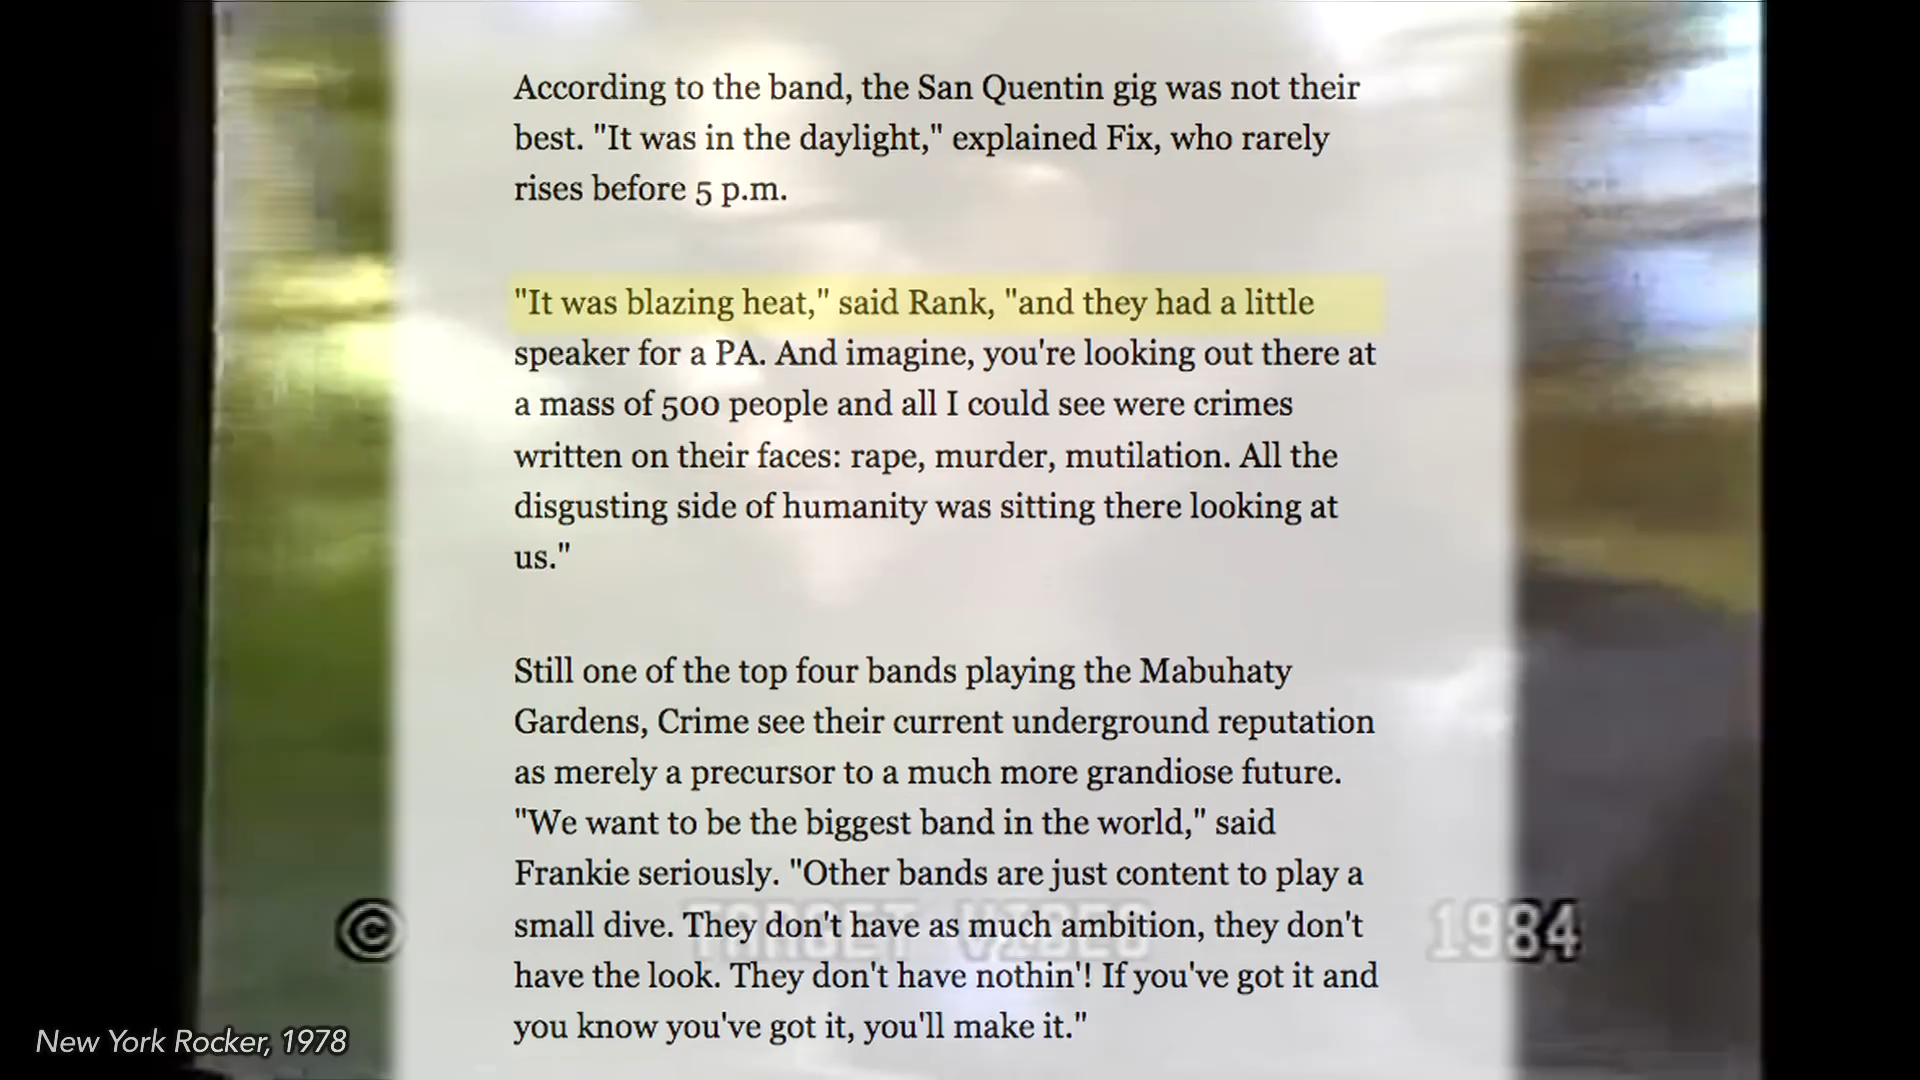 According to the band, the San Quentin gig was not their
best. "It was in the daylight," explained Fix, who rarely
rises before 5 p.m.
"It was blazing heat," said Rank, "and they had a little
speaker for a PA. And imagine, you're looking out there at
a mass of 500 people and all I could see were crimes
written on their faces: rape, murder, mutilation. All the
disgusting side of humanity was sitting there looking at
us."
Still one of the top four bands playing the Mabuhaty
Gardens, Crime see their current underground reputation
as merely a precursor to a much more grandiose future.
"We want to be the biggest band in the world," said
Frankie seriously. "Other bands are just content to play a
small dive. They don't have as much ambition, they don't
have the look. They don't have nothin'! If you've got it and
you know you've got it, you'll make it."
© TARGET VIDEO 1984
New York Rocker, 1978